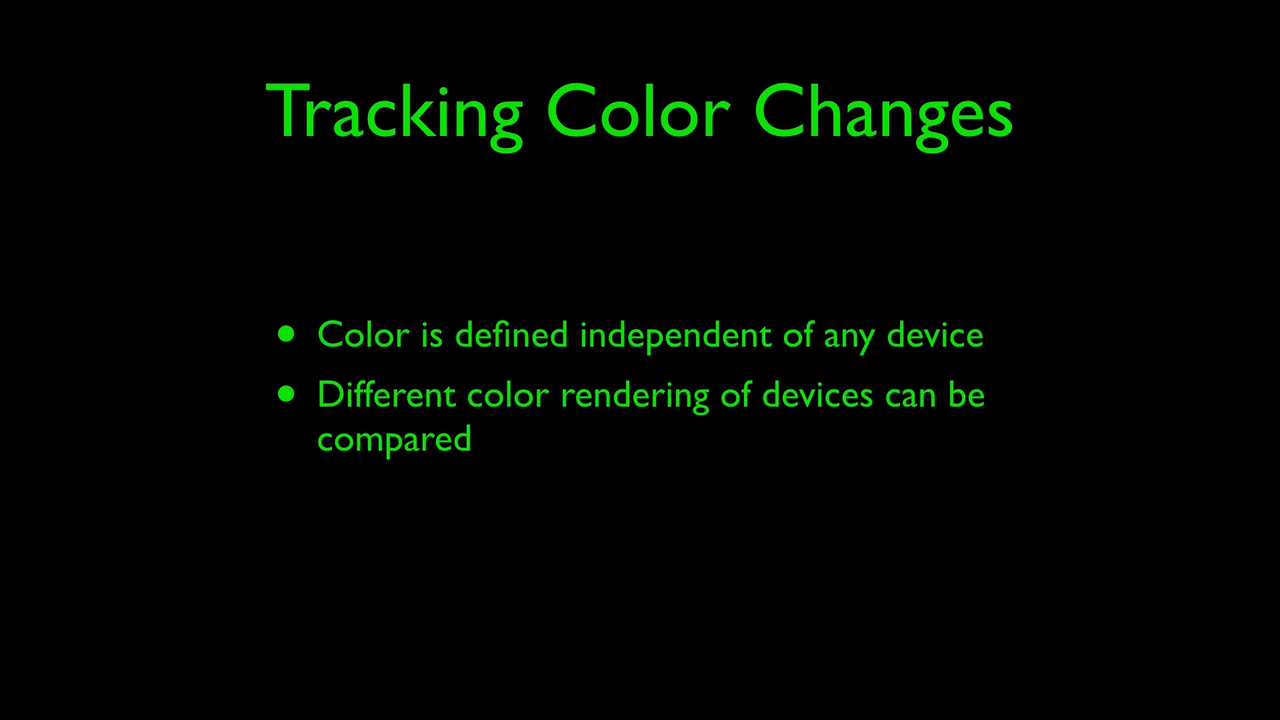 Tracking Color Changes
• Color is defined independent of any device
• Different color rendering of devices can be
compared